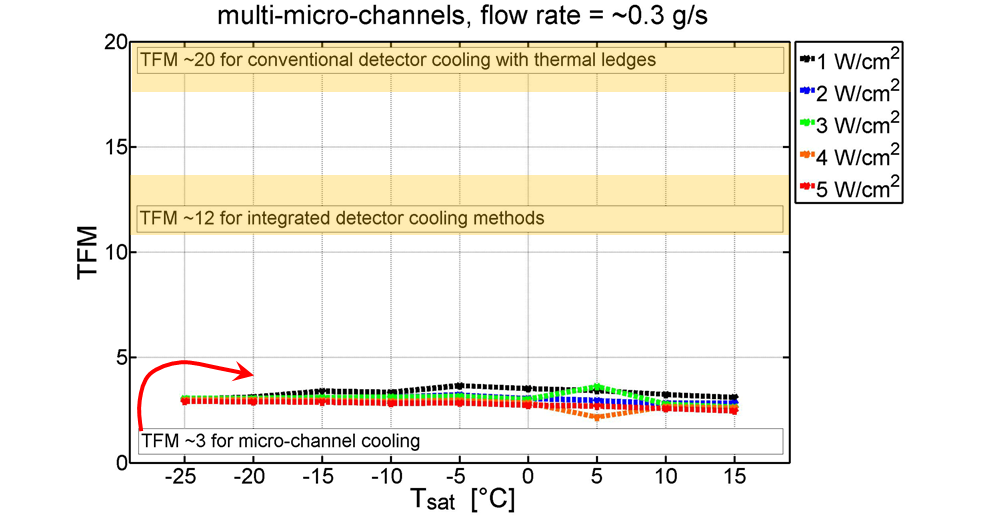 multi-micro-channels, flow rate = ~0.3 g/s
20
TFM ~20 for conventional detector cooling with thermal ledges
1 W/cm²
2 W/cm²
3 W/cm²
4 W/cm²
5 W/cm²
15
TFM ~12 for integrated detector cooling methods
TFM
10
5
TFM ~3 for micro-channel cooling
0
-25 -20 -15 -10 -5 0 5 10 15
Tsat [°C]